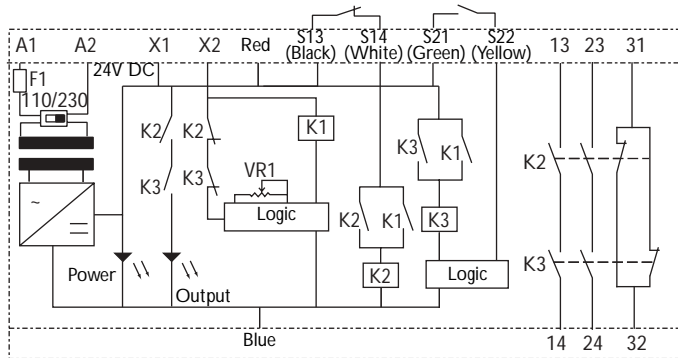 A1 A2 X1 X2 Red S13 S14 S21 S22 13 23 31
(Black) (White) (Green) (Yellow)
24V DC
F1
110/230
K2 K2 K1
K3 K1
K3 K3 VR1
K2
Logic
K2 K1 K3
~
K2 Logic K3
Power
Output
Blue
14 24 32